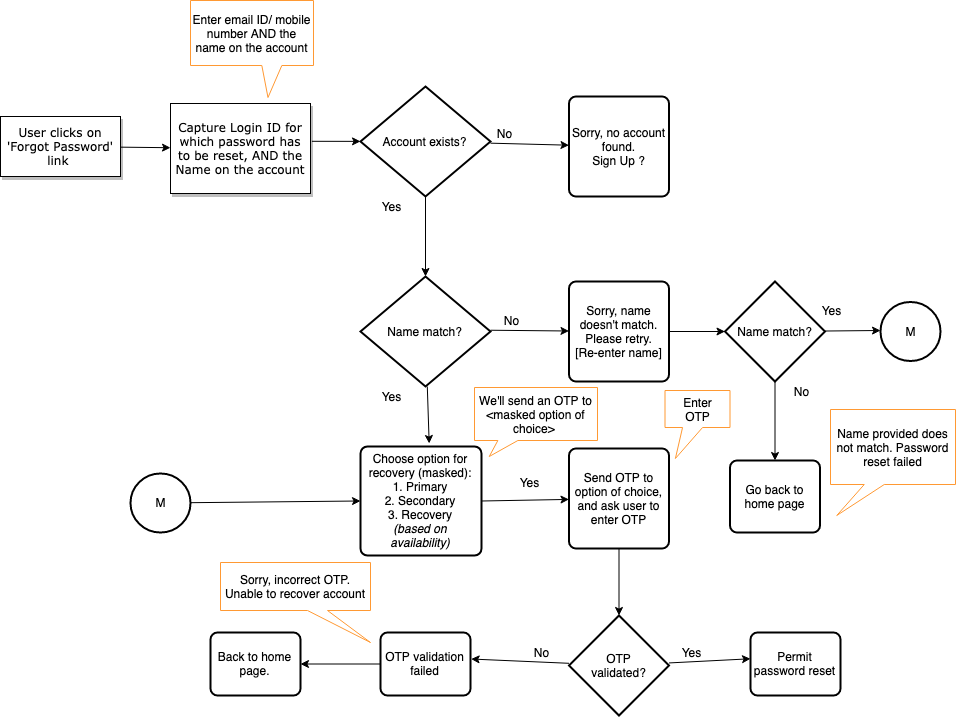 Enter email ID/ mobile
number AND the
name on the account
User clicks on
'Forgot Password'
link
Capture Login ID for
which password has
to be reset, AND the
Name on the account
Account exists?
No
Sorry, no account
found.
Sign Up ?
Yes
Name match?
No
Sorry, name
doesn't match.
Please retry.
[Re-enter name]
Name match?
Yes
M
Yes
No
We'll send an OTP to
<masked option of
choice>
Enter
OTP
Name provided does
not match. Password
reset failed
M
Choose option for
recovery (masked):
1. Primary
2. Secondary
3. Recovery
(based on
availability)
Yes
Send OTP to
option of choice,
and ask user to
enter OTP
Go back to
home page
Sorry, incorrect OTP.
Unable to recover account
Back to home
page.
OTP validation
failed
No
OTP
validated?
Yes
Permit
password reset